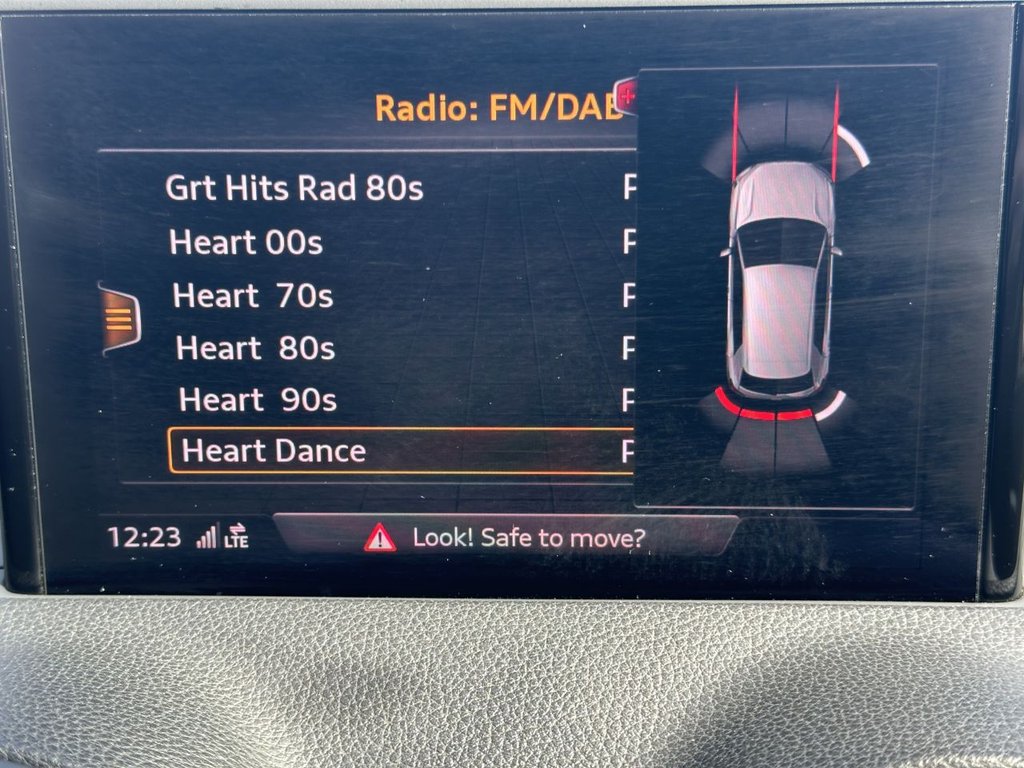 Radio: FM/DAB
Grt Hits Rad 80s P
Heart 00s P
Heart 70s P
Heart 80s P
Heart 90s P
Heart Dance P
12:23 LTE
Look! Safe to move?